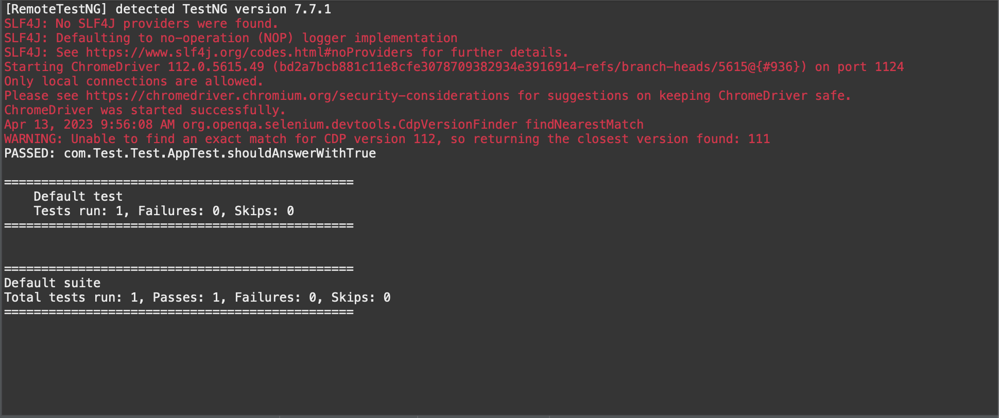 [RemoteTestNG] detected TestNG version 7.7.1
SLF4J: No SLF4J providers were found.
SLF4J: Defaulting to no-operation (NOP) logger implementation
SLF4J: See https://www.slf4j.org/codes.html#noProviders for further details.
Starting ChromeDriver 112.0.5615.49 (bd2a7bcb881c11e8cfe3078709382934e3916914-refs/branch-heads/5615@{#936}) on port 1124
Only local connections are allowed.
Please see https://chromedriver.chromium.org/security-considerations for suggestions on keeping ChromeDriver safe.
ChromeDriver was started successfully.
Apr 13, 2023 9:56:08 AM org.openqa.selenium.devtools.CdpVersionFinder findNearestMatch
WARNING: Unable to find an exact match for CDP version 112, so returning the closest version found: 111
PASSED: com.Test.Test.AppTest.shouldAnswerWithTrue

===============================================
    Default test
    Tests run: 1, Failures: 0, Skips: 0
===============================================


===============================================
Default suite
Total tests run: 1, Passes: 1, Failures: 0, Skips: 0
===============================================